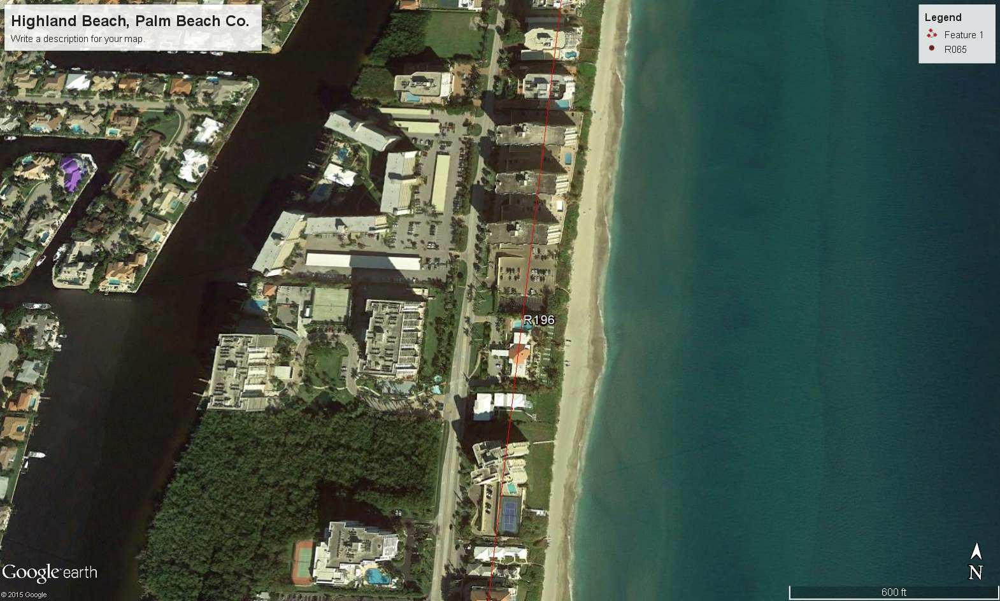 Highland Beach, Palm Beach Co.
Write a description for your map.
Legend
Feature 1
R065
R196
N
600 ft
Google earth
© 2015 Google